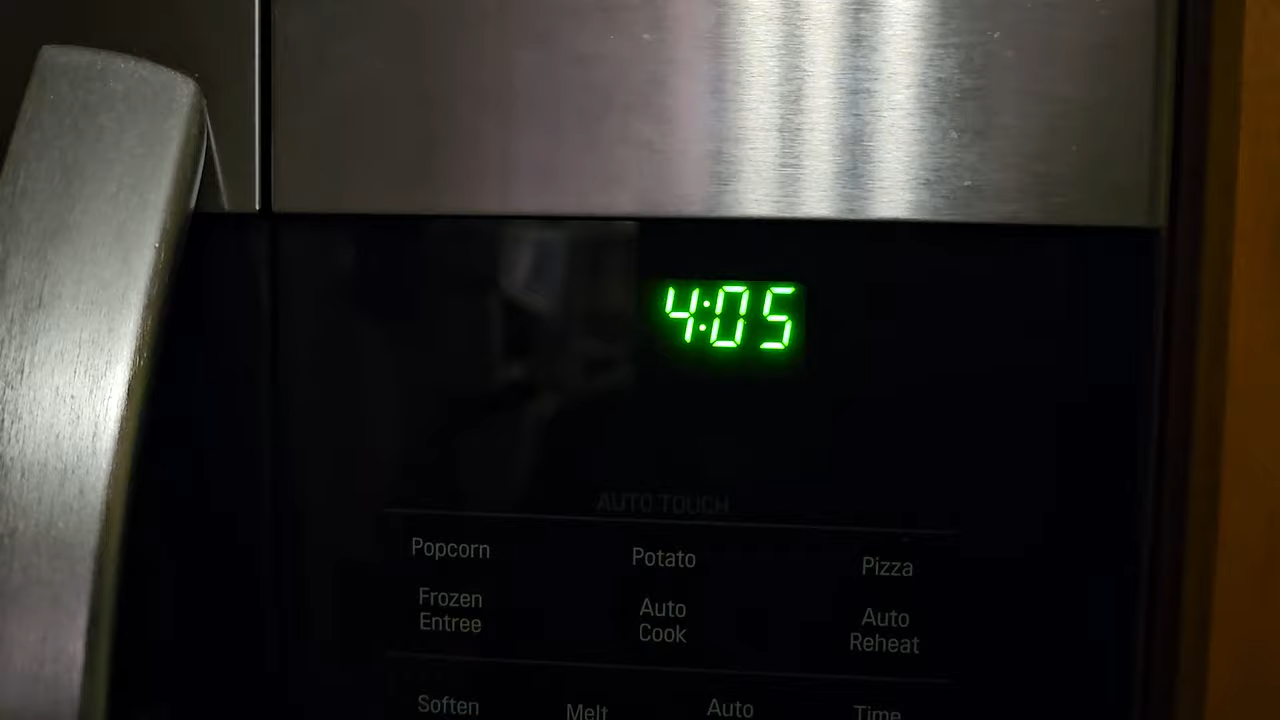 4:05
AUTO TOUCH
Popcorn
Potato
Pizza
Frozen
Entree
Auto
Cook
Auto
Reheat
Soften
Melt
Auto
Time